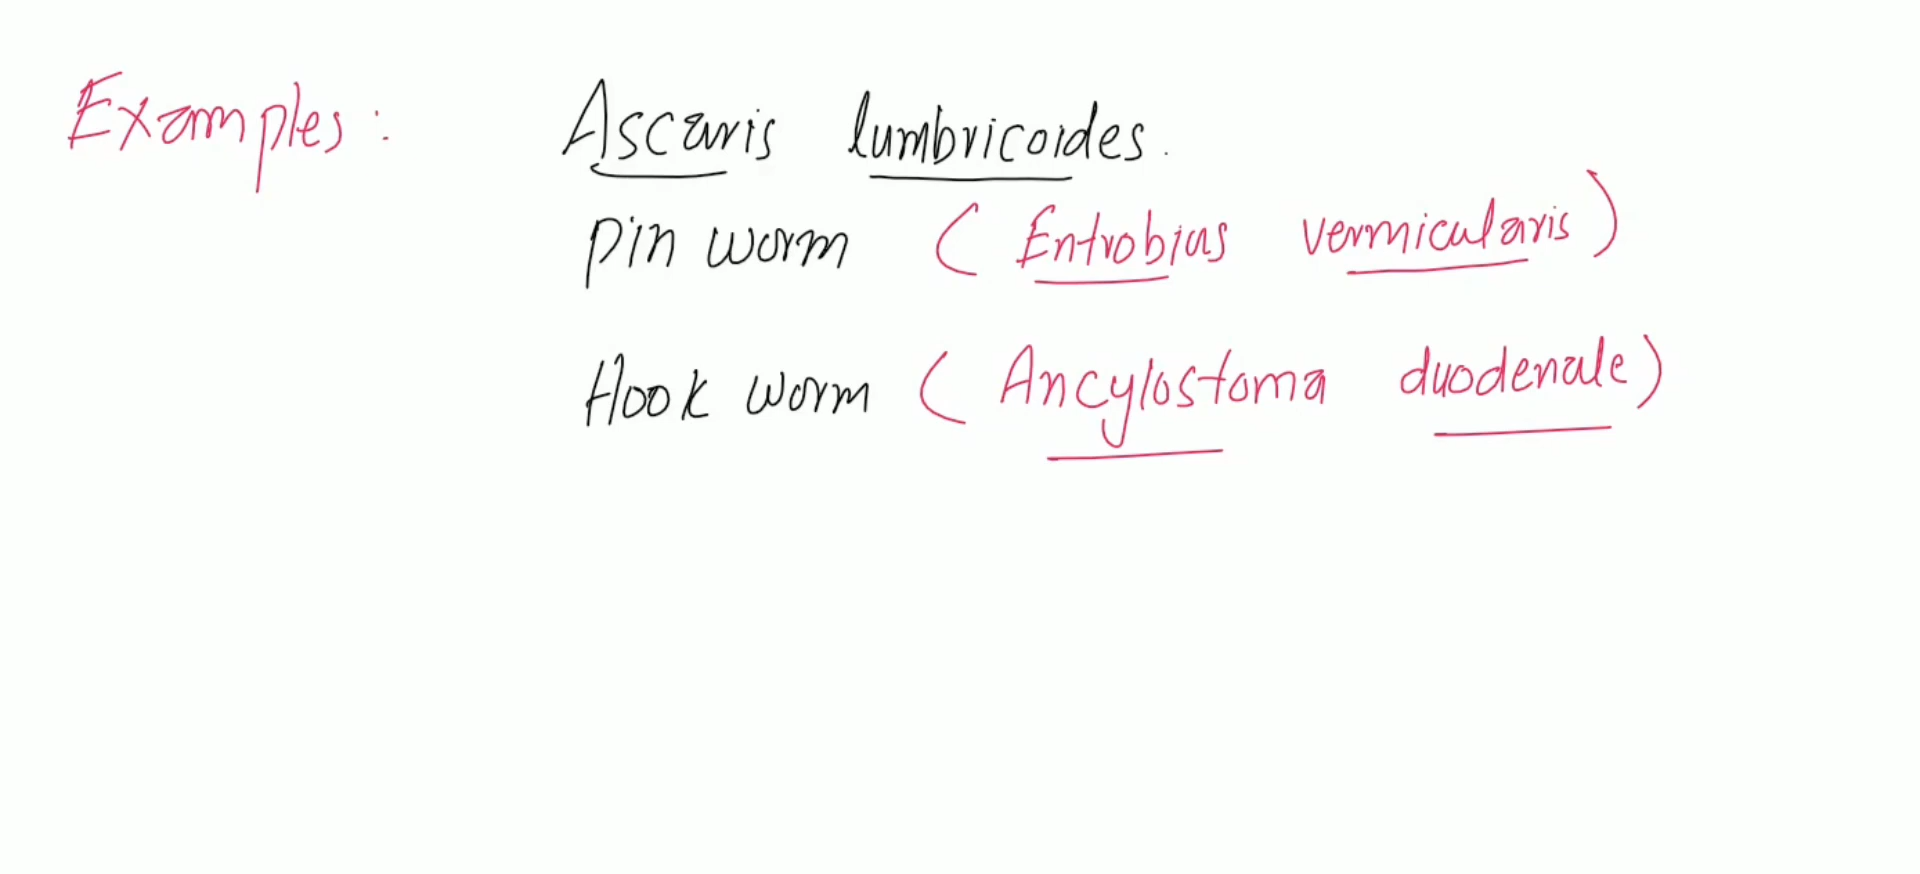 Examples: Ascaris lumbricoides.
Pin worm (Entrobius vermicularis)
Hook worm (Ancylostoma duodenale)